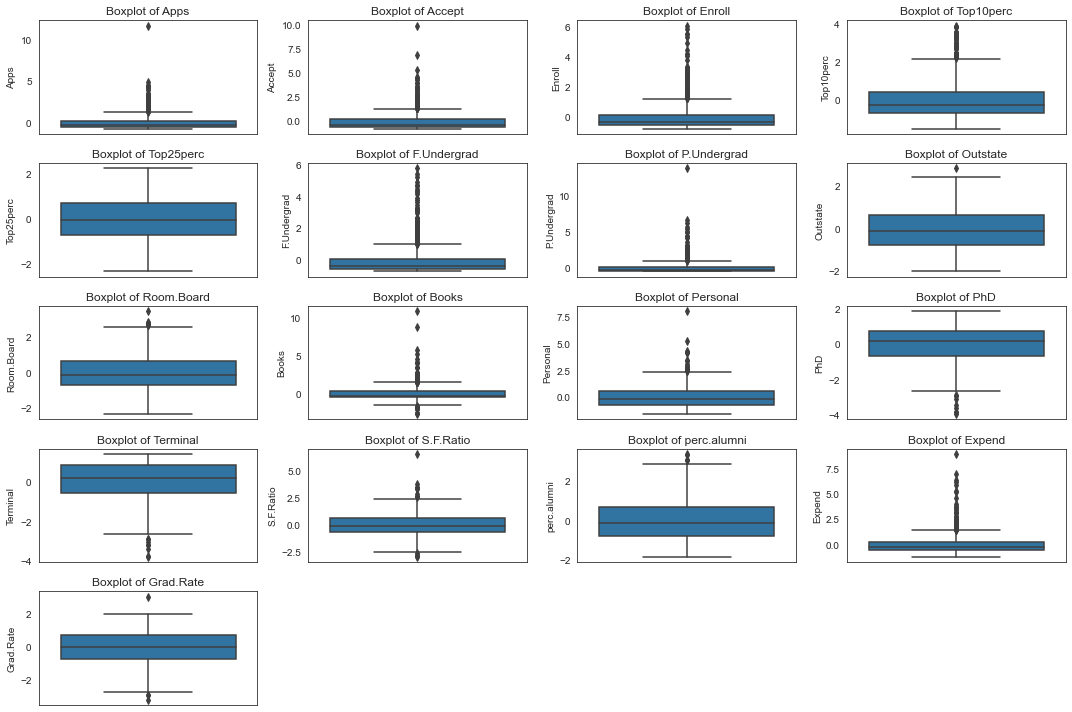 Boxplot of Apps
Apps
10
5
0
Boxplot of Accept
Accept
10.0
7.5
5.0
2.5
0.0
Boxplot of Enroll
Enroll
6
4
2
0
Boxplot of Top10perc
Top10perc
4
2
0
Boxplot of Top25perc
Top25perc
2
0
−2
Boxplot of F.Undergrad
F.Undergrad
6
4
2
0
Boxplot of P.Undergrad
P.Undergrad
10
5
0
Boxplot of Outstate
Outstate
2
0
−2
Boxplot of Room.Board
Room.Board
2
0
−2
Boxplot of Books
Books
10
5
0
Boxplot of Personal
Personal
7.5
5.0
2.5
0.0
Boxplot of PhD
PhD
2
0
−2
−4
Boxplot of Terminal
Terminal
0
−2
−4
Boxplot of S.F.Ratio
S.F.Ratio
5.0
2.5
0.0
−2.5
Boxplot of perc.alumni
perc.alumni
2
0
−2
Boxplot of Expend
Expend
7.5
5.0
2.5
0.0
Boxplot of Grad.Rate
Grad.Rate
2
0
−2